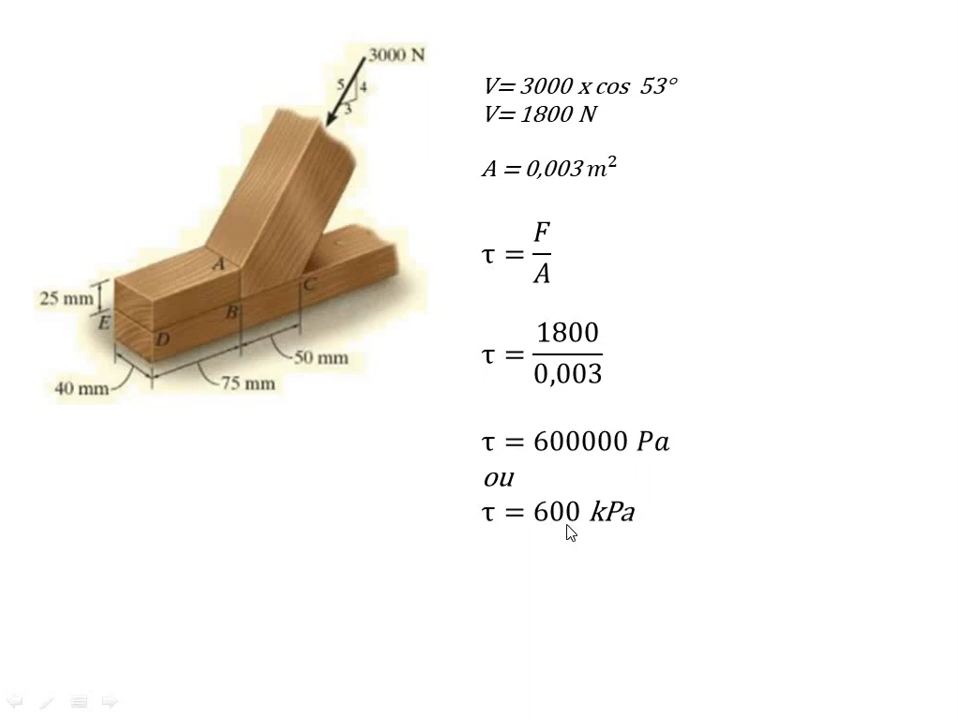 3000 N
5
4
3
A
C
25 mm
B
E
D
50 mm
75 mm
40 mm
V= 3000 x cos 53°
V= 1800 N
A = 0,003 m²
τ = F/A
τ = 1800/0,003
τ = 600000 Pa
ou
τ = 600 kPa